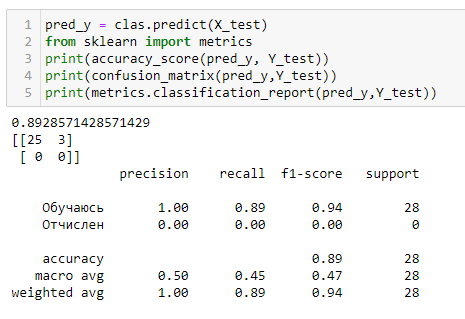 1 pred_y = clas.predict(X_test)
2 from sklearn import metrics
3 print(accuracy_score(pred_y, Y_test))
4 print(confusion_matrix(pred_y,Y_test))
5 print(metrics.classification_report(pred_y,Y_test))
0.8928571428571429
[[25  3]
 [ 0  0]]
precision recall f1-score support
Обучаюсь 1.00 0.89 0.94 28
Отчислен 0.00 0.00 0.00 0
accuracy 0.89 28
macro avg 0.50 0.45 0.47 28
weighted avg 1.00 0.89 0.94 28